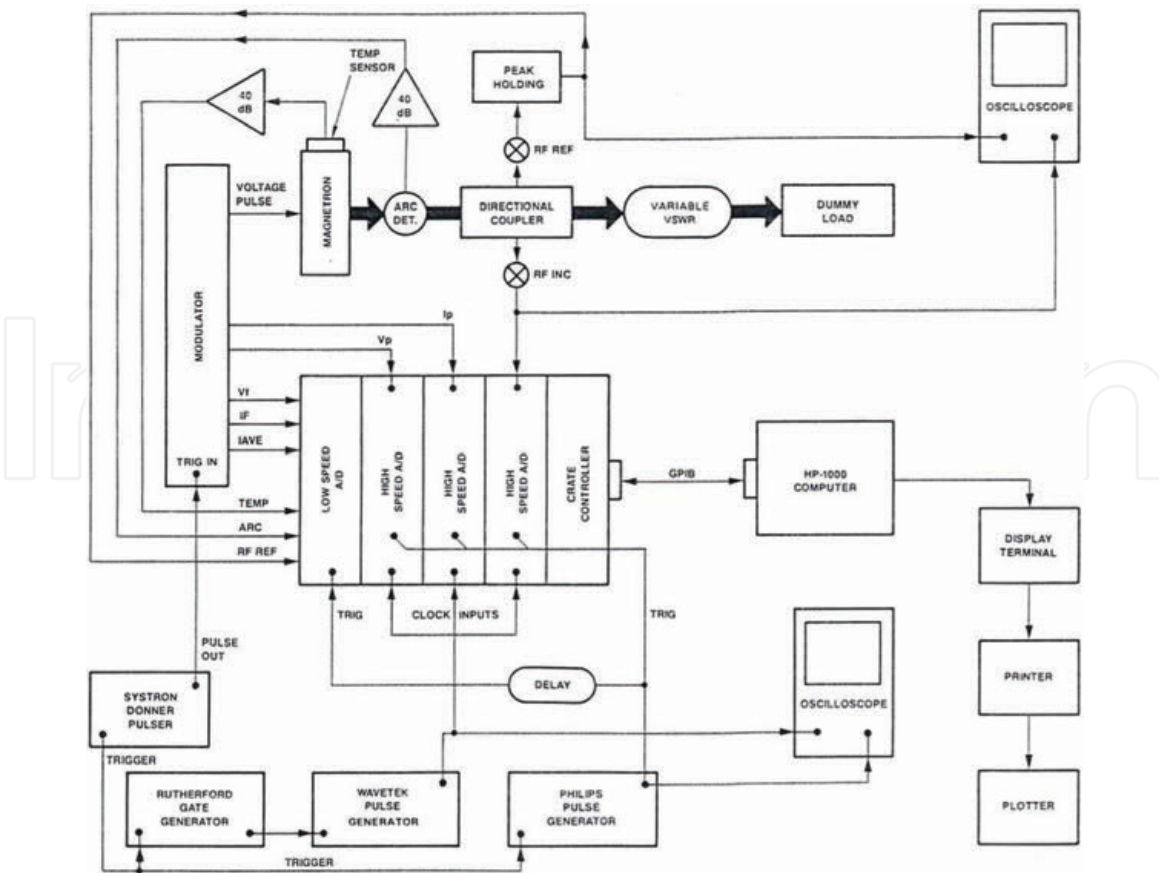 TEMP
SENSOR
40
dB
40
dB
PEAK
HOLDING
OSCILLOSCOPE
RF REF
VOLTAGE
PULSE
MAGNETRON
ARC
DET.
DIRECTIONAL
COUPLER
VARIABLE
VSWR
DUMMY
LOAD
RF INC
MODULATOR
Ip
Vp
Vf
IF
IAVE
TRIG IN
TEMP
ARC
RF REF
LOW SPEED
A/D
HIGH
SPEED A/D
HIGH
SPEED A/D
HIGH
SPEED A/D
CRATE
CONTROLLER
GPIB
HP-1000
COMPUTER
DISPLAY
TERMINAL
TRIG
CLOCK INPUTS
TRIG
PULSE
OUT
DELAY
OSCILLOSCOPE
PRINTER
SYSTRON
DONNER
PULSER
TRIGGER
RUTHERFORD
GATE
GENERATOR
WAVETEK
PULSE
GENERATOR
PHILIPS
PULSE
GENERATOR
PLOTTER
TRIGGER